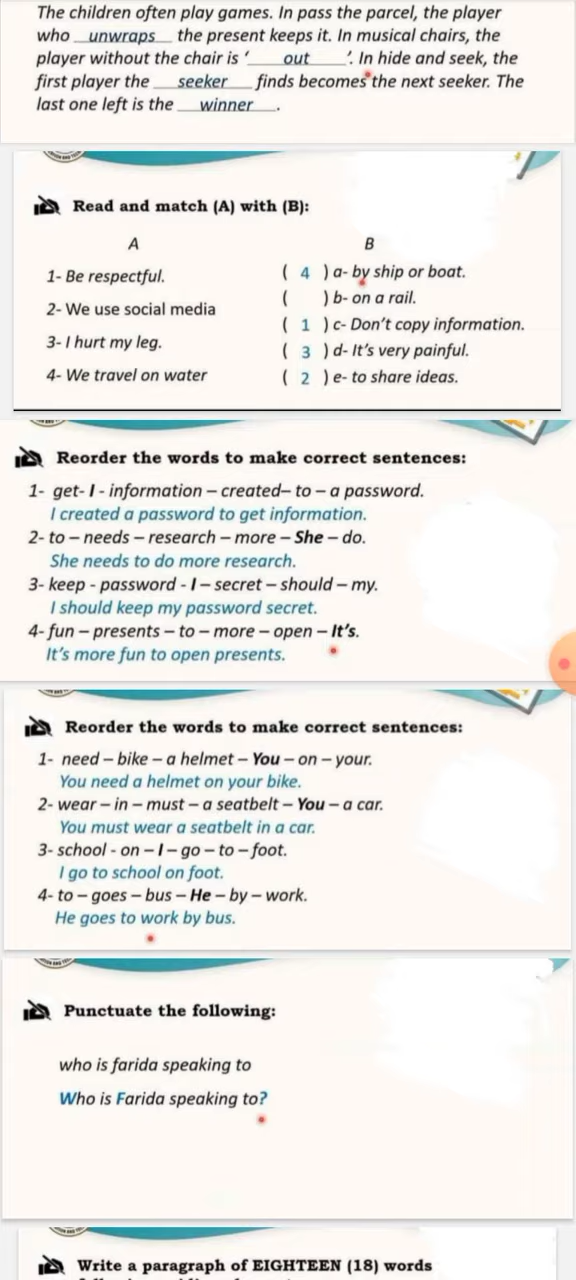 The children often play games. In pass the parcel, the player
who unwraps the present keeps it. In musical chairs, the
player without the chair is ‘ out ’. In hide and seek, the
first player the seeker finds becomes the next seeker. The
last one left is the winner .
Read and match (A) with (B):
A B
1- Be respectful. ( 4 ) a- by ship or boat.
2- We use social media ( ) b- on a rail.
3- I hurt my leg. ( 1 ) c- Don’t copy information.
4- We travel on water ( 3 ) d- It’s very painful.
( 2 ) e- to share ideas.
Reorder the words to make correct sentences:
1- get- I - information – created– to – a password.
I created a password to get information.
2- to – needs – research – more – She – do.
She needs to do more research.
3- keep - password - I – secret – should – my.
I should keep my password secret.
4- fun – presents – to – more – open – It’s.
It’s more fun to open presents.
Reorder the words to make correct sentences:
1- need – bike – a helmet – You – on – your.
You need a helmet on your bike.
2- wear – in – must – a seatbelt – You – a car.
You must wear a seatbelt in a car.
3- school - on – I – go – to – foot.
I go to school on foot.
4- to – goes – bus – He – by – work.
He goes to work by bus.
Punctuate the following:
who is farida speaking to
Who is Farida speaking to?
Write a paragraph of EIGHTEEN (18) words